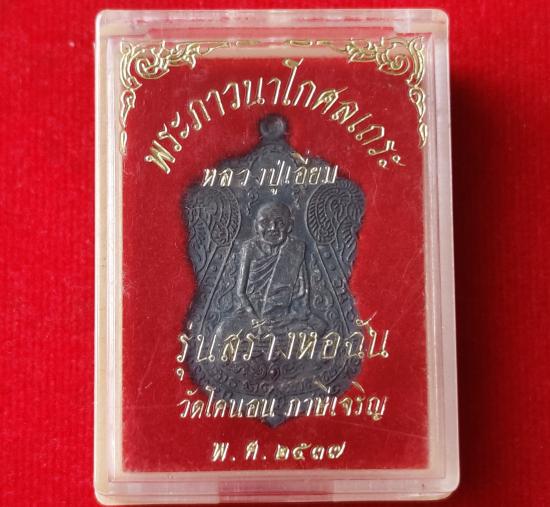 พระภาวนาโกศลเถระ
หลวงปู่เอี่ยม
รุ่นสร้างหอฉัน
วัดโคนอน ภาษีเจริญ
พ.ศ.๒๕๓๗